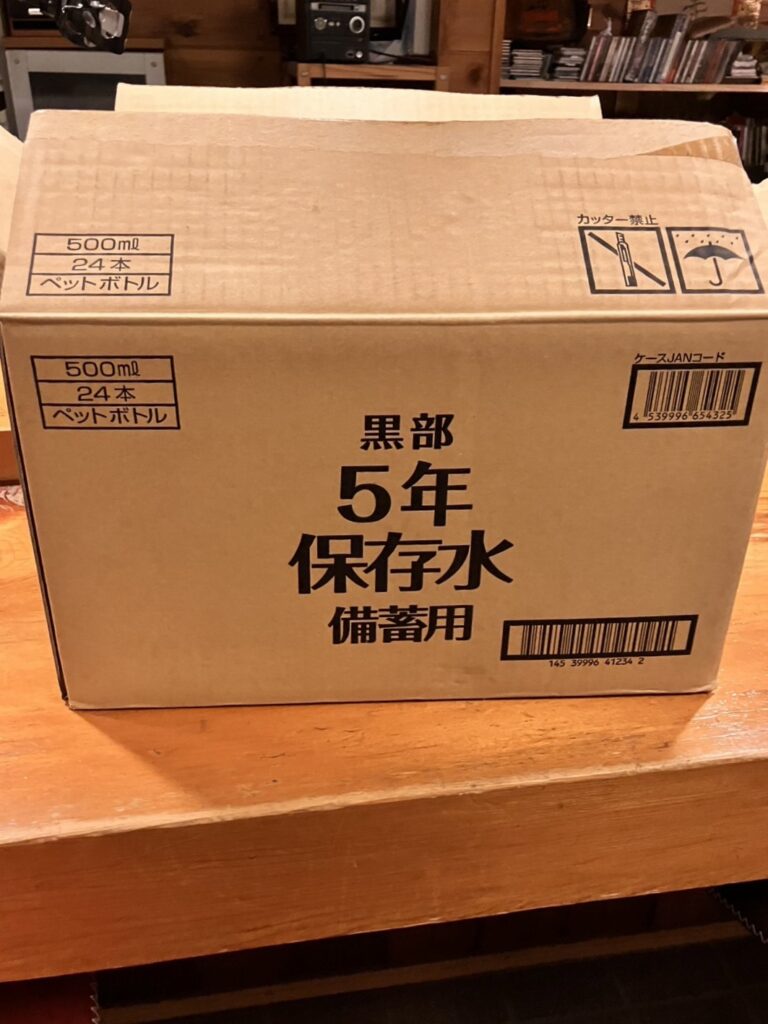 500ml
24本
ペットボトル
カッター禁止
500ml
24本
ペットボトル
ケースJANコード
4 539996 654325
黒部
5年
保存水
備蓄用
145 39996 41234 2